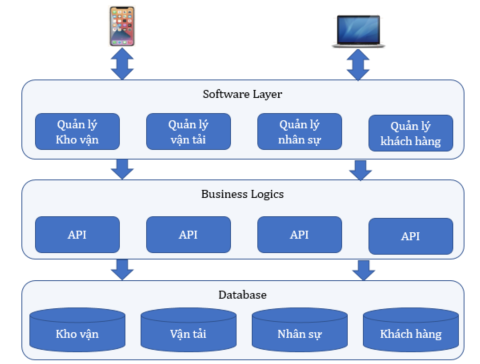 Software Layer
Quản lý
Kho vận
Quản lý
vận tải
Quản lý
nhân sự
Quản lý
khách hàng
Business Logics
API
API
API
API
Database
Kho vận
Vận tải
Nhân sự
Khách hàng